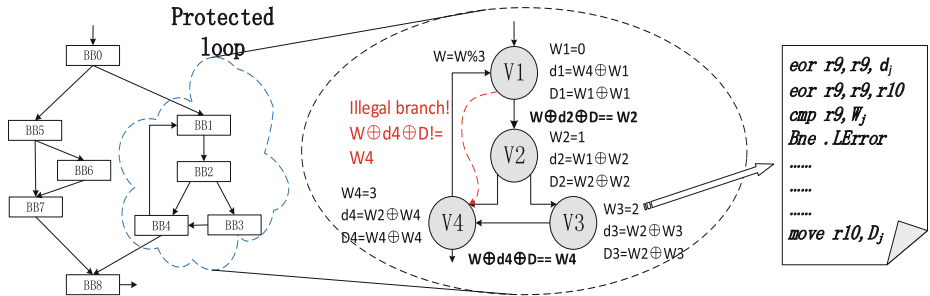 Protected
loop
BB0
BB5
BB6
BB7
BB8
BB1
BB2
BB4
BB3
W=W%3
V1
W1=0
d1=W4⊕W1
D1=W1⊕W1
Illegal branch!
W⊕d4⊕D!=
W4
W⊕d2⊕D== W2
V2
W2=1
d2=W1⊕W2
D2=W2⊕W2
W4=3
d4=W2⊕W4
D4=W4⊕W4
V4
V3
W3=2
d3=W2⊕W3
D3=W2⊕W3
W⊕d4⊕D== W4
eor r9,r9,dj
eor r9,r9,r10
cmp r9,Wj
Bne .LError
......
......
......
move r10,Dj